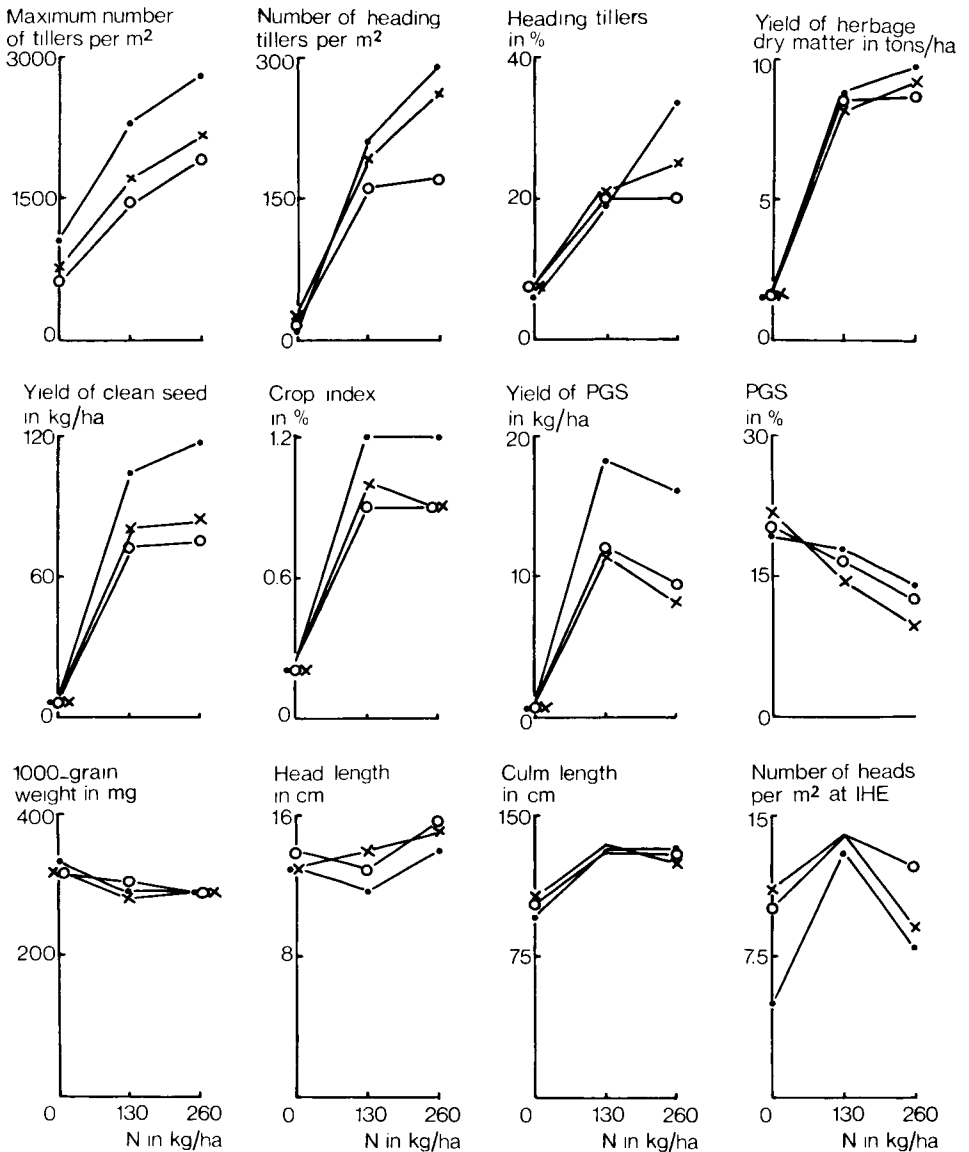 Maximum number
of tillers per m²
3000
1500
0
Number of heading
tillers per m²
300
150
0
Heading tillers
in %
40
20
0
Yield of herbage
dry matter in tons/ha
10
5
0
Yield of clean seed
in kg/ha
120
60
0
Crop index
in %
1.2
0.6
0
Yield of PGS
in kg/ha
20
10
0
PGS
in %
30
15
0
1000-grain
weight in mg
400
200
0 130 260
N in kg/ha
Head length
in cm
16
8
0 130 260
N in kg/ha
Culm length
in cm
150
75
0 130 260
N in kg/ha
Number of heads
per m² at IHE
15
7.5
0 130 260
N in kg/ha